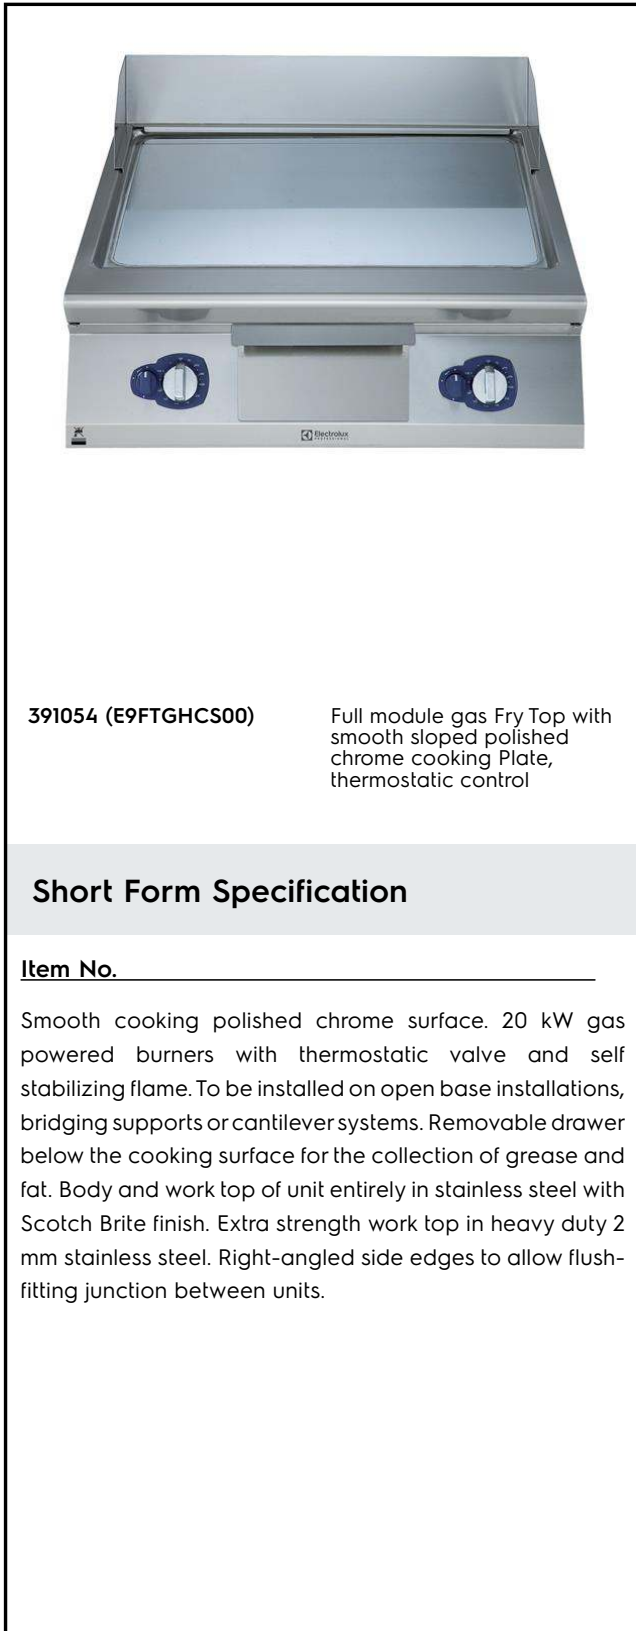 Electrolux
PROFESSIONAL
391054 (E9FTGHCS00)
Full module gas Fry Top with
smooth sloped polished
chrome cooking Plate,
thermostatic control
Short Form Specification
Item No.
Smooth cooking polished chrome surface. 20 kW gas
powered burners with thermostatic valve and self
stabilizing flame. To be installed on open base installations,
bridging supports or cantilever systems. Removable drawer
below the cooking surface for the collection of grease and
fat. Body and work top of unit entirely in stainless steel with
Scotch Brite finish. Extra strength work top in heavy duty 2
mm stainless steel. Right-angled side edges to allow flush-
fitting junction between units.